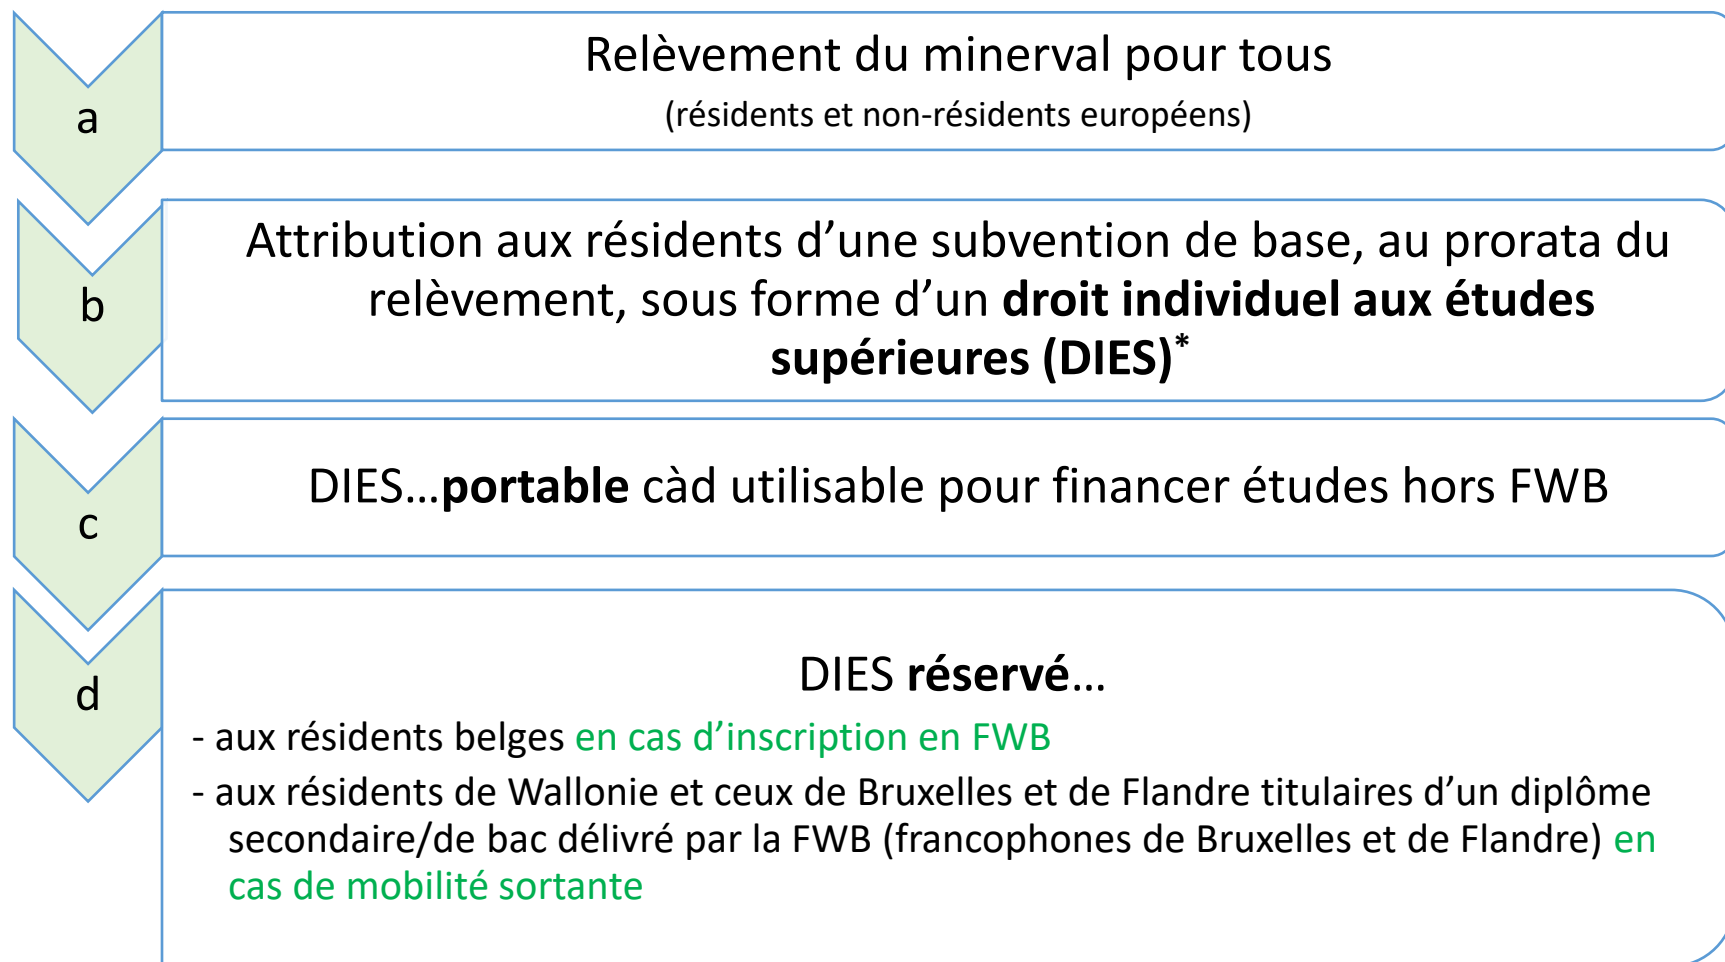 a
Relèvement du minerval pour tous
(résidents et non-résidents européens)
b
Attribution aux résidents d’une subvention de base, au prorata du
relèvement, sous forme d’un droit individuel aux études
supérieures (DIES)*
c
DIES…portable càd utilisable pour financer études hors FWB
d
DIES réservé…
- aux résidents belges en cas d’inscription en FWB
- aux résidents de Wallonie et ceux de Bruxelles et de Flandre titulaires d’un diplôme
secondaire/de bac délivré par la FWB (francophones de Bruxelles et de Flandre) en
cas de mobilité sortante